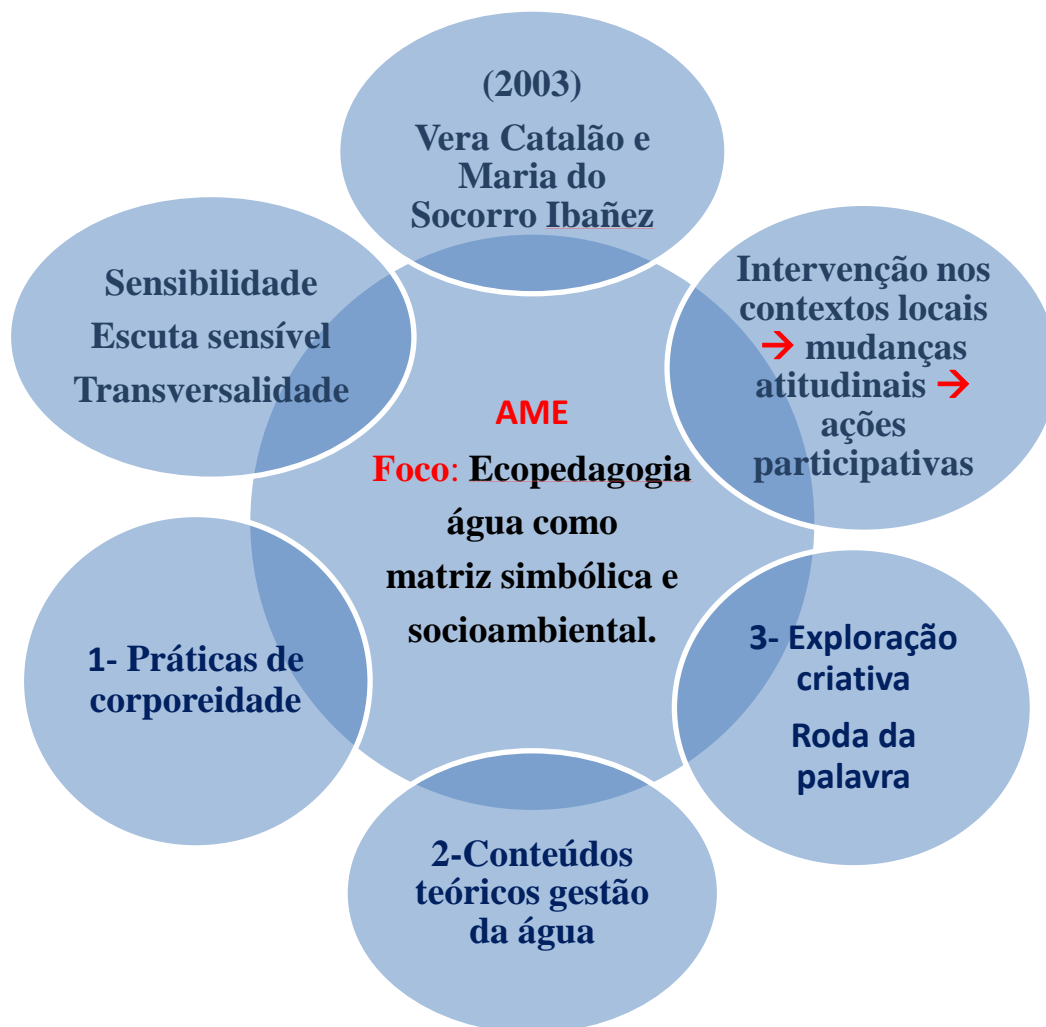 (2003)
Vera Catalão e
Maria do
Socorro Ibañez
Sensibilidade
Escuta sensível
Transversalidade
Intervenção nos
contextos locais
→ mudanças
atitudinais →
ações
participativas
AME
Foco: Ecopedagogia
água como
matriz simbólica e
socioambiental.
1- Práticas de
corporeidade
3- Exploração
criativa
Roda da
palavra
2-Conteúdos
teóricos gestão
da água